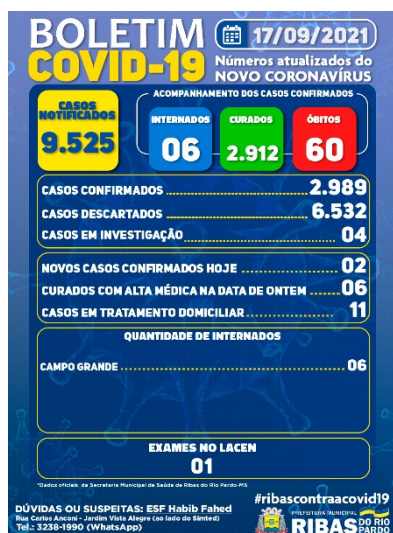 BOLETIM
COVID-19
17/09/2021
Números atualizados do
NOVO CORONAVÍRUS
CASOS
NOTIFICADOS
9.525
ACOMPANHAMENTO DOS CASOS CONFIRMADOS
INTERNADOS
06
CURADOS
2.912
ÓBITOS
60
CASOS CONFIRMADOS ........ 2.989
CASOS DESCARTADOS ........ 6.532
CASOS EM INVESTIGAÇÃO ........ 04
NOVOS CASOS CONFIRMADOS HOJE ........ 02
CURADOS COM ALTA MÉDICA NA DATA DE ONTEM ........ 06
CASOS EM TRATAMENTO DOMICILIAR ........ 11
QUANTIDADE DE INTERNADOS
CAMPO GRANDE ........ 06
EXAMES NO LACEN
01
*Dados oficiais da Secretaria Municipal de Saúde de Ribas do Rio Pardo-MS
#ribascontraacovid19
DÚVIDAS OU SUSPEITAS: ESF Habib Fahed
Rua Carlos Anconi - Jardim Vista Alegre (ao lado do Simted)
Tel.: 3238-1990 (WhatsApp)
PREFEITURA MUNICIPAL
RIBAS DO RIO
PARDO